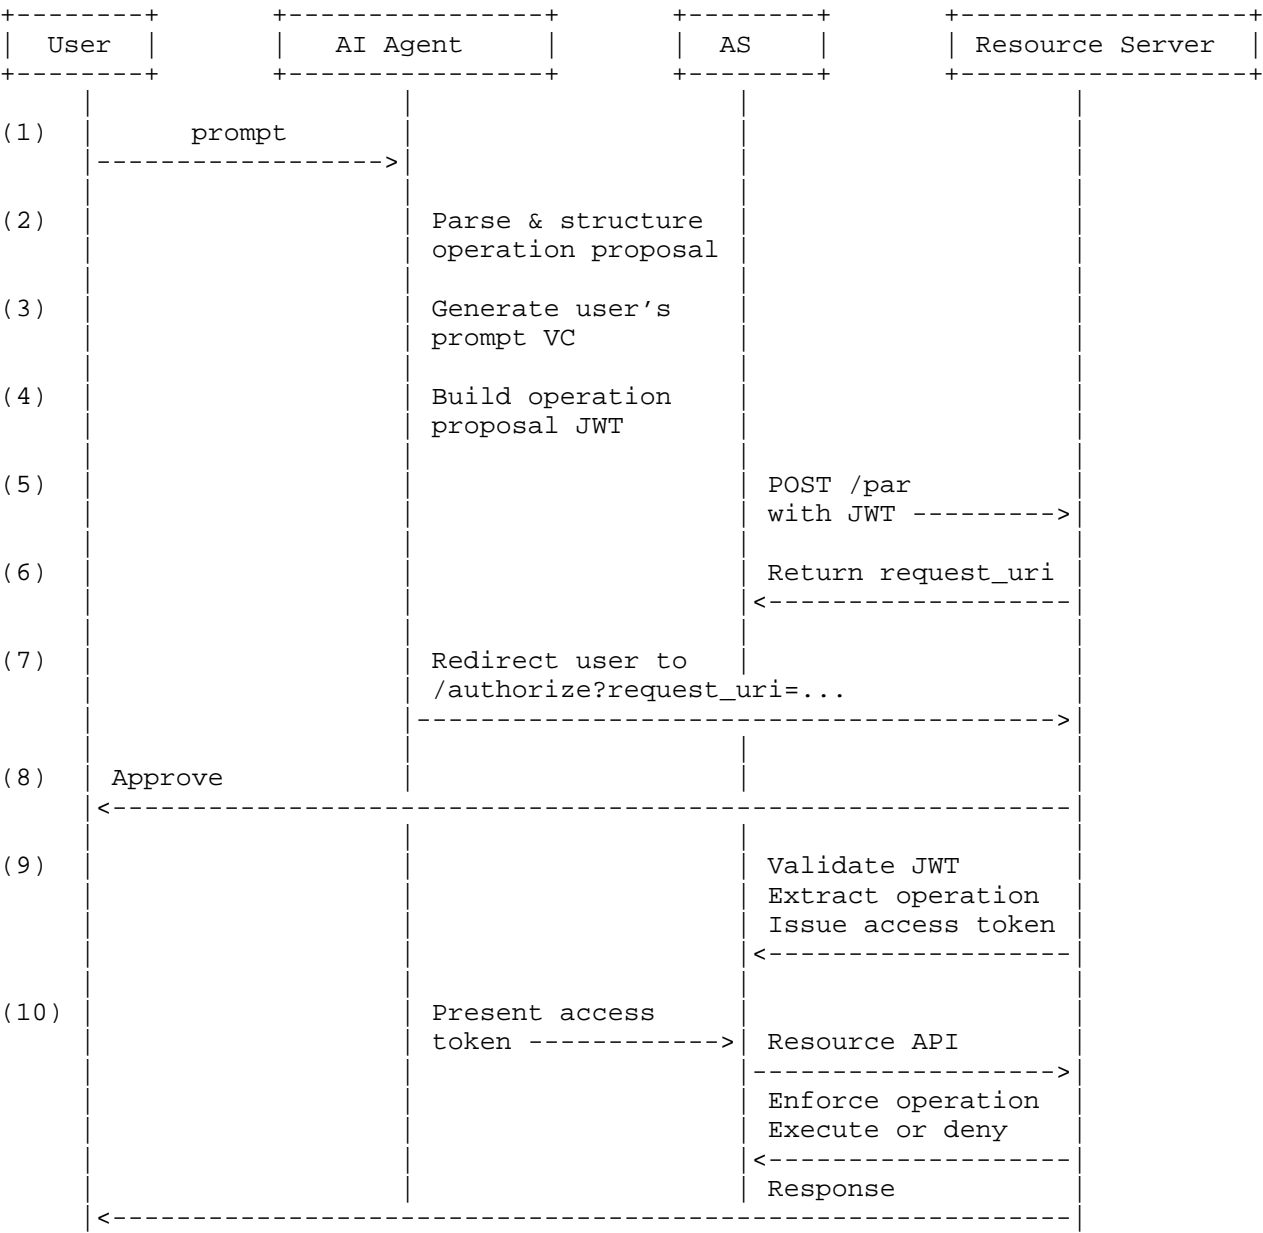 User AI Agent AS Resource Server
(1) prompt
(2) Parse & structure
operation proposal
(3) Generate user's
prompt VC
(4) Build operation
proposal JWT
(5) POST /par
with JWT --------->
(6) Return request_uri
(7) Redirect user to
/authorize?request_uri=...
(8) Approve
(9) Validate JWT
Extract operation
Issue access token
(10) Present access
token ------------> Resource API
Enforce operation
Execute or deny
Response